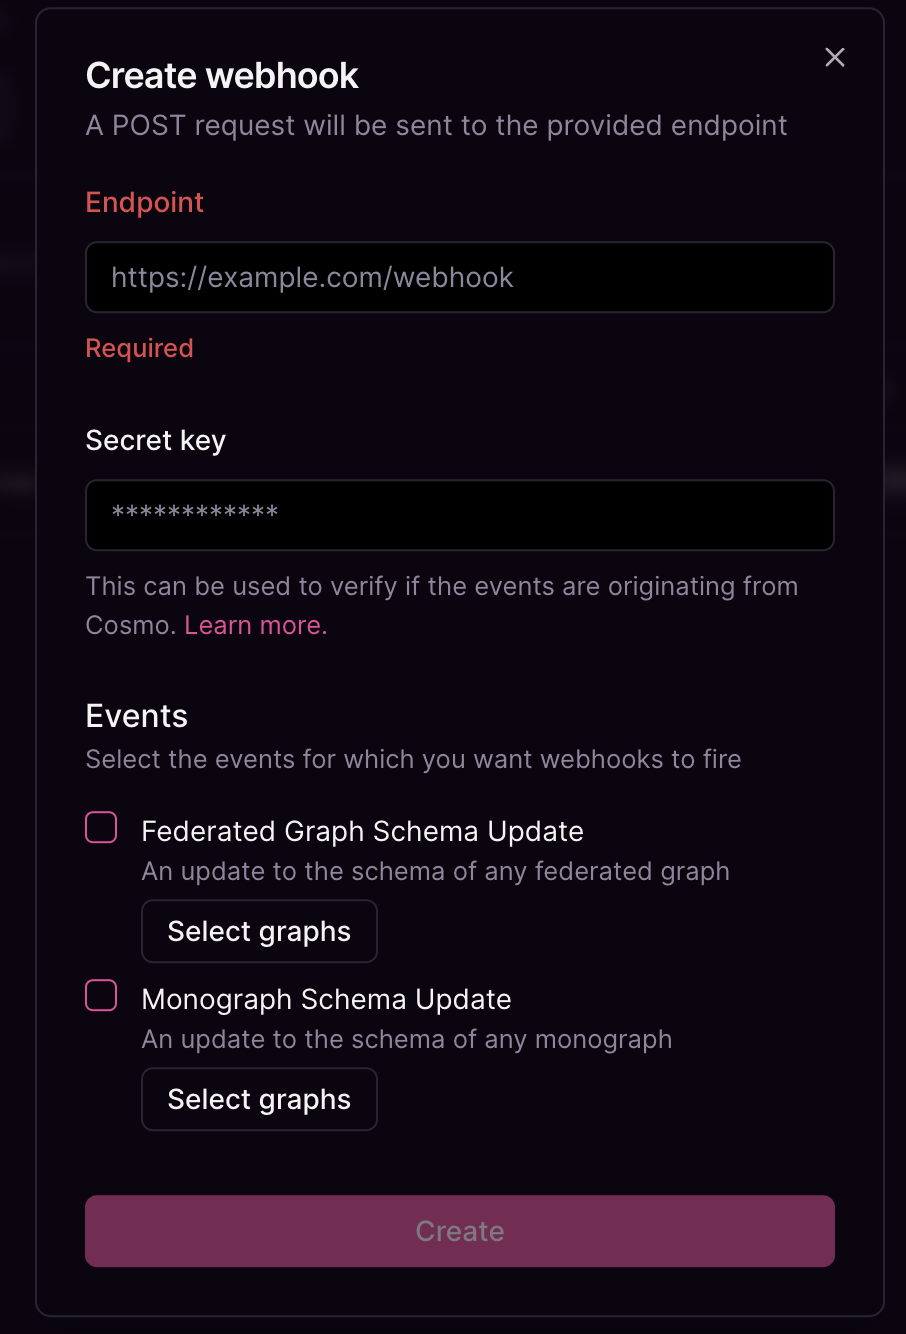 Create webhook
A POST request will be sent to the provided endpoint
Endpoint
https://example.com/webhook
Required
Secret key
************
This can be used to verify if the events are originating from
Cosmo. Learn more.
Events
Select the events for which you want webhooks to fire
Federated Graph Schema Update
An update to the schema of any federated graph
Select graphs
Monograph Schema Update
An update to the schema of any monograph
Select graphs
Create